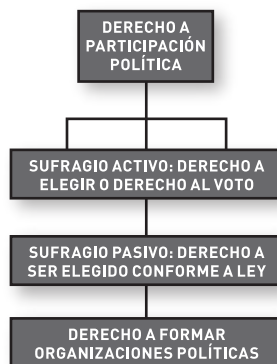 DERECHO A
PARTICIPACIÓN
POLÍTICA
SUFRAGIO ACTIVO: DERECHO A
ELEGIR O DERECHO AL VOTO
SUFRAGIO PASIVO: DERECHO A
SER ELEGIDO CONFORME A LEY
DERECHO A FORMAR
ORGANIZACIONES POLÍTICAS